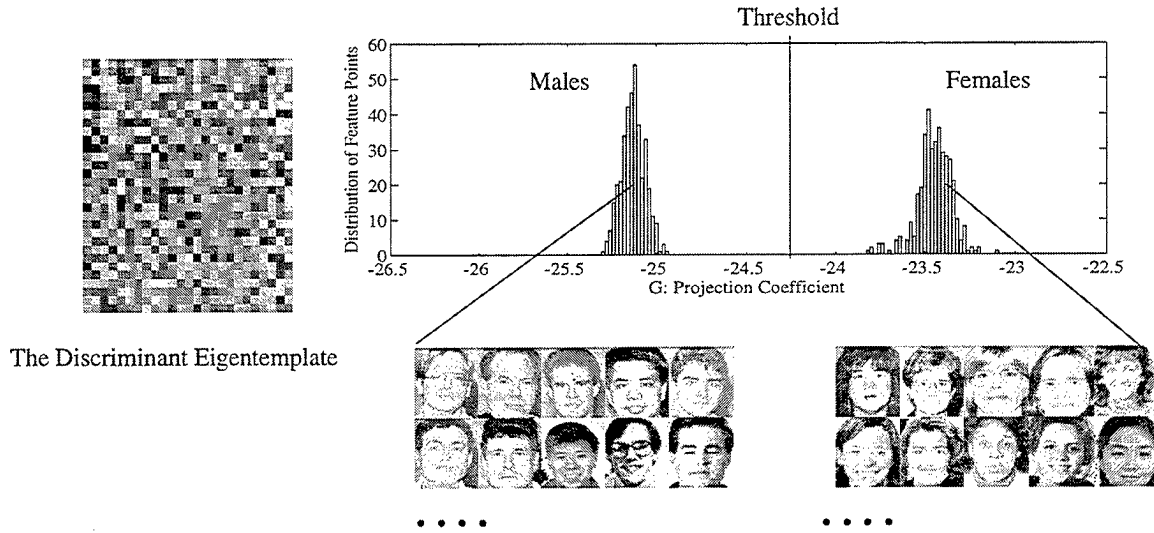 Threshold
60
50
40
30
20
10
0
Distribution of Feature Points
Males
Females
-26.5 -26 -25.5 -25 -24.5 -24 -23.5 -23 -22.5
G: Projection Coefficient
The Discriminant Eigentemplate